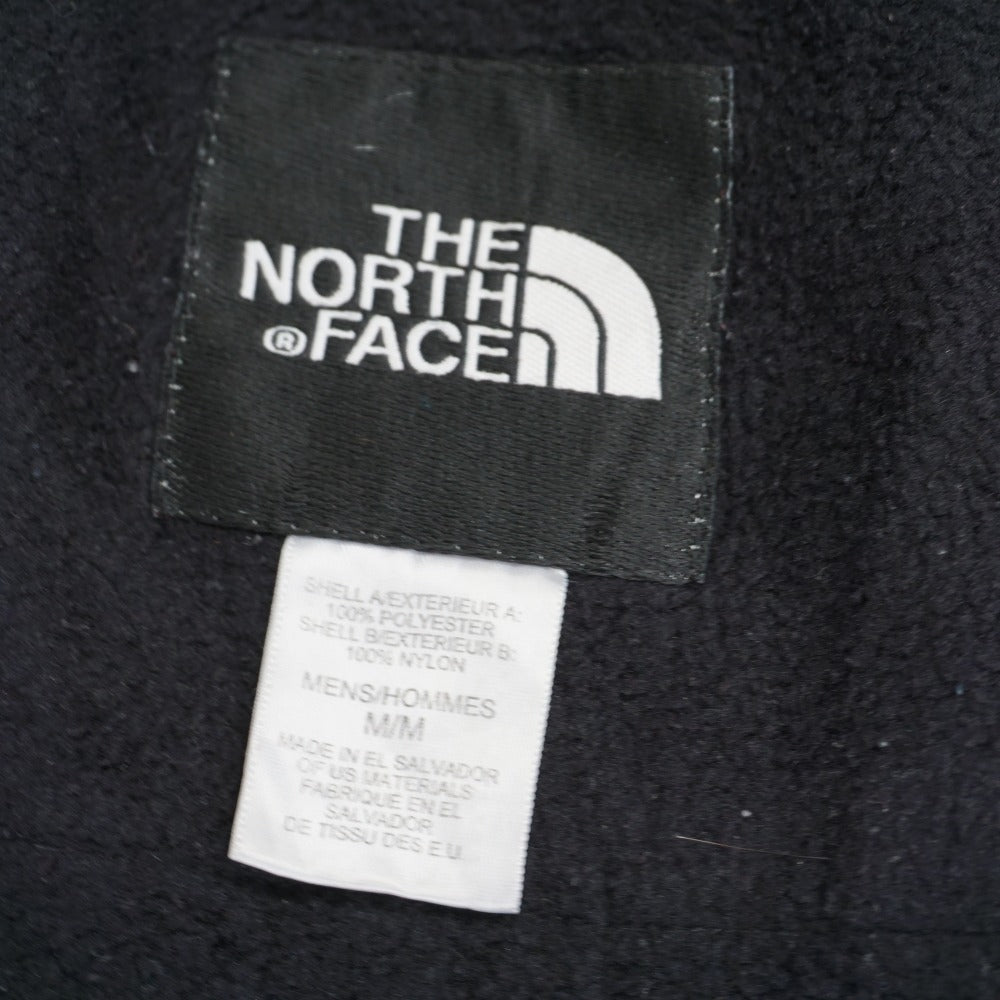 THE
NORTH
®FACE
SHELL A/EXTERIEUR A:
100% POLYESTER
SHELL B/EXTERIEUR B:
100% NYLON
MENS/HOMMES
M/M
MADE IN EL SALVADOR
OF US MATERIALS
FABRIQUE EN EL
SALVADOR
DE TISSU DES E.U.